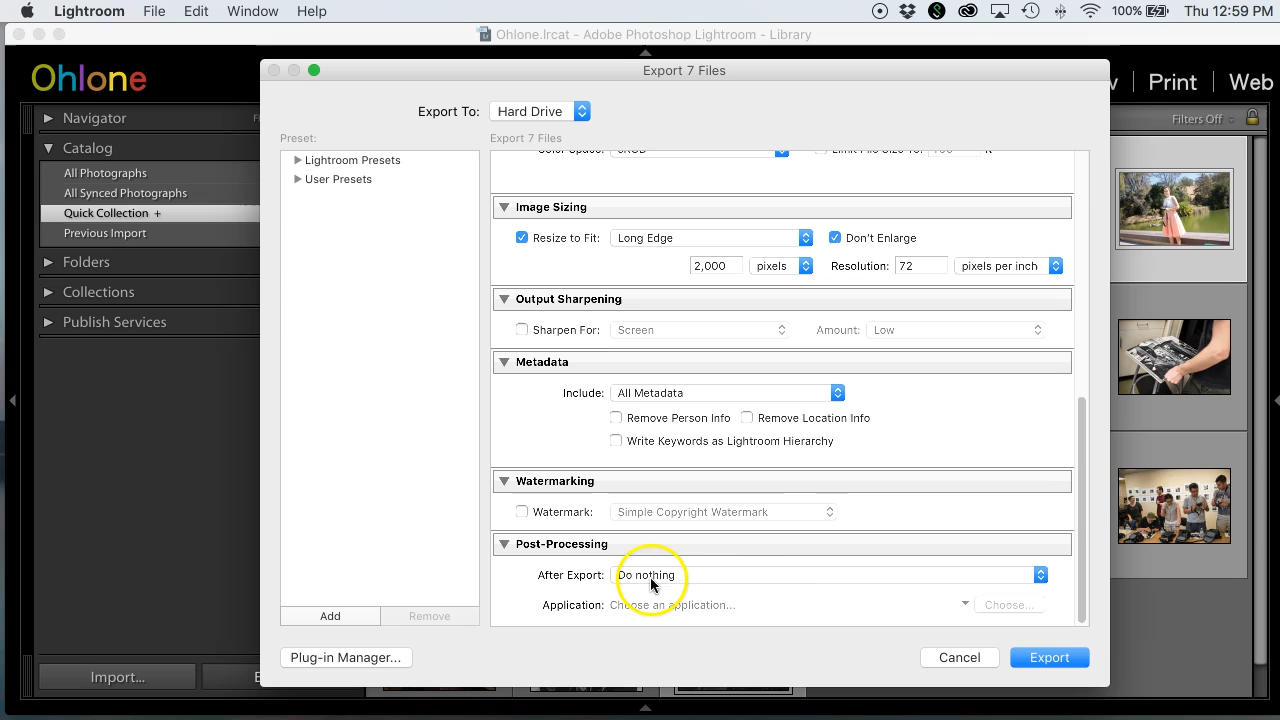 Lightroom File Edit Window Help 100% Thu 12:59 PM
Ohlone.lrcat - Adobe Photoshop Lightroom - Library
Ohlone
Print Web
Export 7 Files
Export To: Hard Drive
Navigator
Filters Off
Preset:
Export 7 Files
Lightroom Presets
User Presets
Catalog
All Photographs
All Synced Photographs
Quick Collection +
Previous Import
Folders
Collections
Publish Services
Image Sizing
Resize to Fit: Long Edge Don't Enlarge
2,000 pixels Resolution: 72 pixels per inch
Output Sharpening
Sharpen For: Screen Amount: Low
Metadata
Include: All Metadata
Remove Person Info Remove Location Info
Write Keywords as Lightroom Hierarchy
Watermarking
Watermark: Simple Copyright Watermark
Post-Processing
After Export: Do nothing
Application: Choose an application... Choose...
Add Remove
Plug-in Manager... Cancel Export
Import...